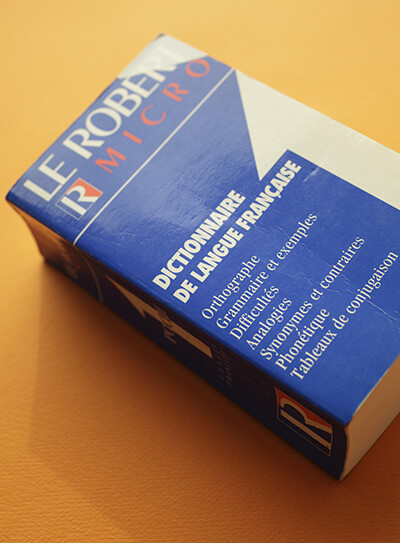 LE ROBERT
R MICRO
DICTIONNAIRE
DE LANGUE FRANÇAISE
Orthographe
Grammaire et exemples
Difficultés
Analogies
Synonymes et contraires
Phonétique
Tableaux de conjugaison
R